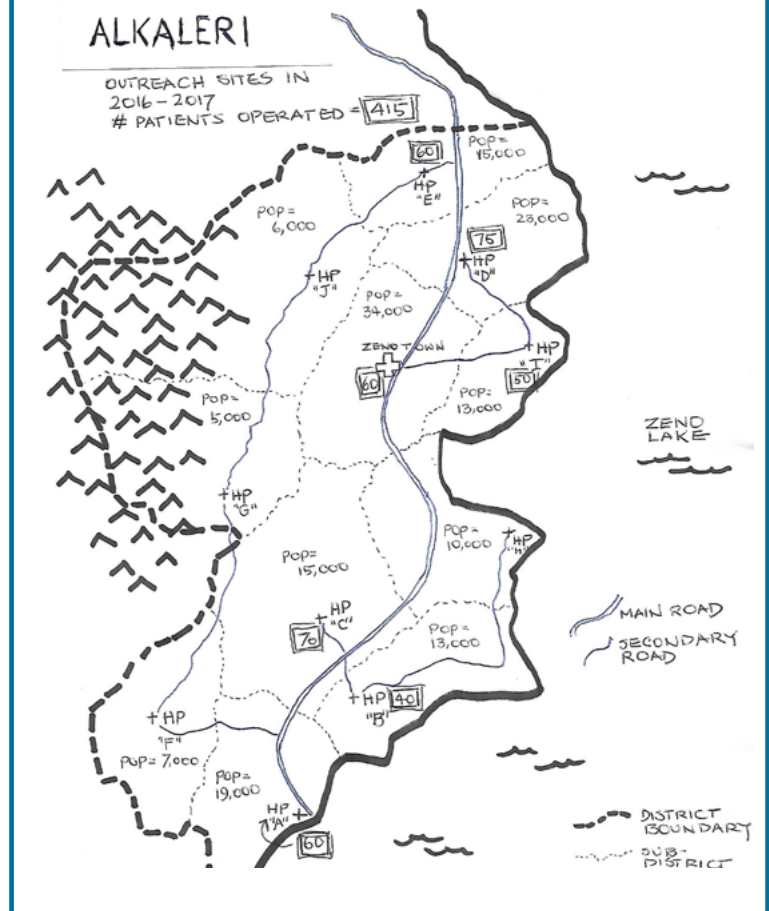 ALKALERI
OUTREACH SITES IN
2016-2017
# PATIENTS OPERATED = 415
60
HP
"E"
POP=
15,000
POP=
6,000
POP=
23,000
75
HP
"D"
HP
"J"
POP=
34,000
ZENO TOWN
60
HP
"I"
50
POP=
13,000
POP=
5,000
ZENO
LAKE
HP
"G"
POP=
10,000
HP
"H"
POP=
15,000
HP
"C"
70
POP=
13,000
MAIN ROAD
SECONDARY
ROAD
HP
"B"
40
HP
"F"
POP=7,000
POP=
19,000
HP
"A"
60
DISTRICT
BOUNDARY
SUB-
DISTRICT